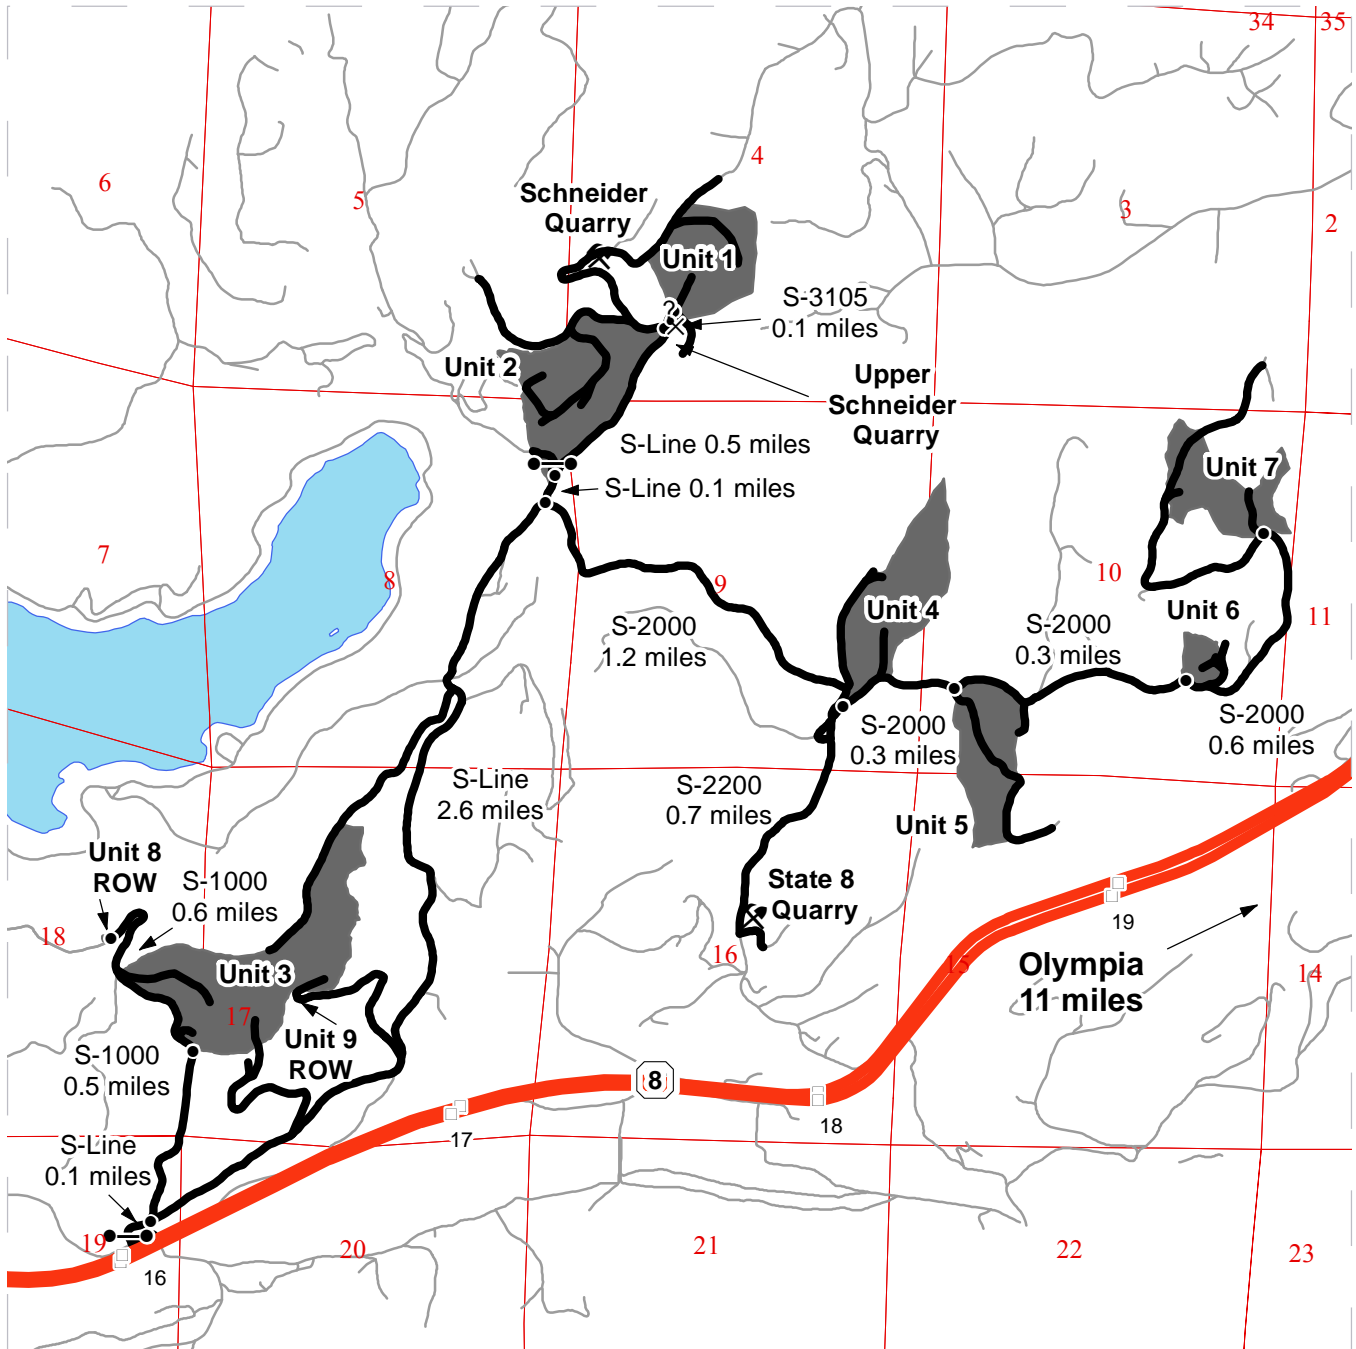 34
35
4
6
5
3
2
Schneider
Quarry
Unit 1
S-3105
0.1 miles
2
Unit 2
Upper
Schneider
Quarry
S-Line 0.5 miles
S-Line 0.1 miles
Unit 7
7
8
9
10
11
Unit 4
Unit 6
S-2000
1.2 miles
S-2000
0.3 miles
S-2000
0.3 miles
S-2000
0.6 miles
S-Line
2.6 miles
S-2200
0.7 miles
Unit 5
Unit 8
ROW
S-1000
0.6 miles
State 8
Quarry
18
16
15
14
19
Olympia
11 miles
Unit 3
17
Unit 9
ROW
S-1000
0.5 miles
8
18
17
S-Line
0.1 miles
19
16
20
21
22
23